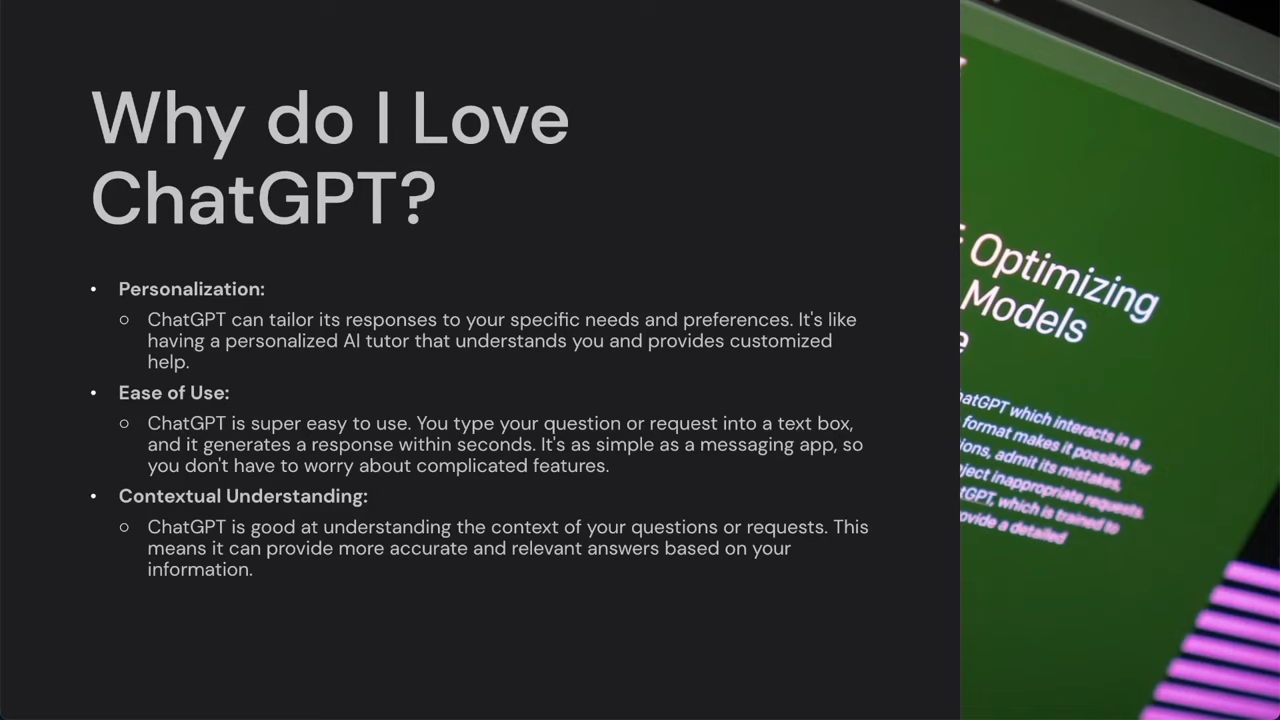 Why do I Love
ChatGPT?
• Personalization:
○ ChatGPT can tailor its responses to your specific needs and preferences. It's like
having a personalized AI tutor that understands you and provides customized
help.
• Ease of Use:
○ ChatGPT is super easy to use. You type your question or request into a text box,
and it generates a response within seconds. It's as simple as a messaging app, so
you don't have to worry about complicated features.
• Contextual Understanding:
○ ChatGPT is good at understanding the context of your questions or requests. This
means it can provide more accurate and relevant answers based on your
information.
Optimizing
Models
which interacts in a
format makes it possible for
admit its mistakes,
inappropriate requests.
which is trained to
a detailed